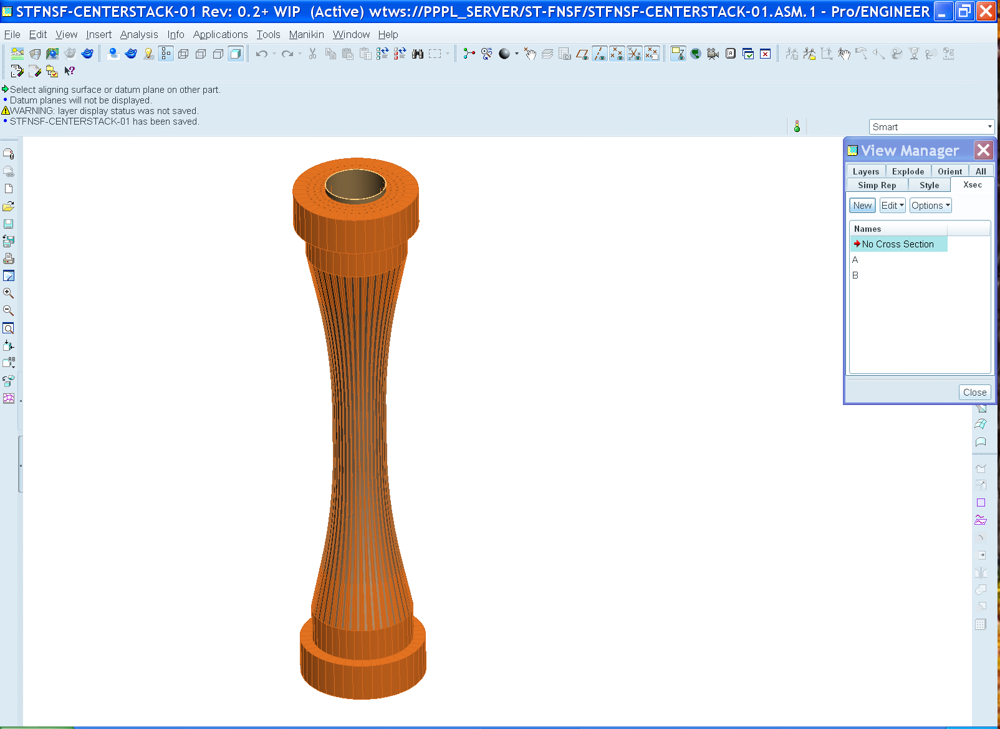 STFNSF-CENTERSTACK-01 Rev: 0.2+ WIP (Active) wtws://PPPL_SERVER/ST-FNSF/STFNSF-CENTERSTACK-01.ASM.1 - Pro/ENGINEER
File Edit View Insert Analysis Info Applications Tools Manikin Window Help
Select aligning surface or datum plane on other part.
Datum planes will not be displayed.
WARNING: layer display status was not saved.
STFNSF-CENTERSTACK-01 has been saved.
Smart
View Manager
Layers Explode Orient All
Simp Rep Style Xsec
New Edit Options
Names
No Cross Section
A
B
Close